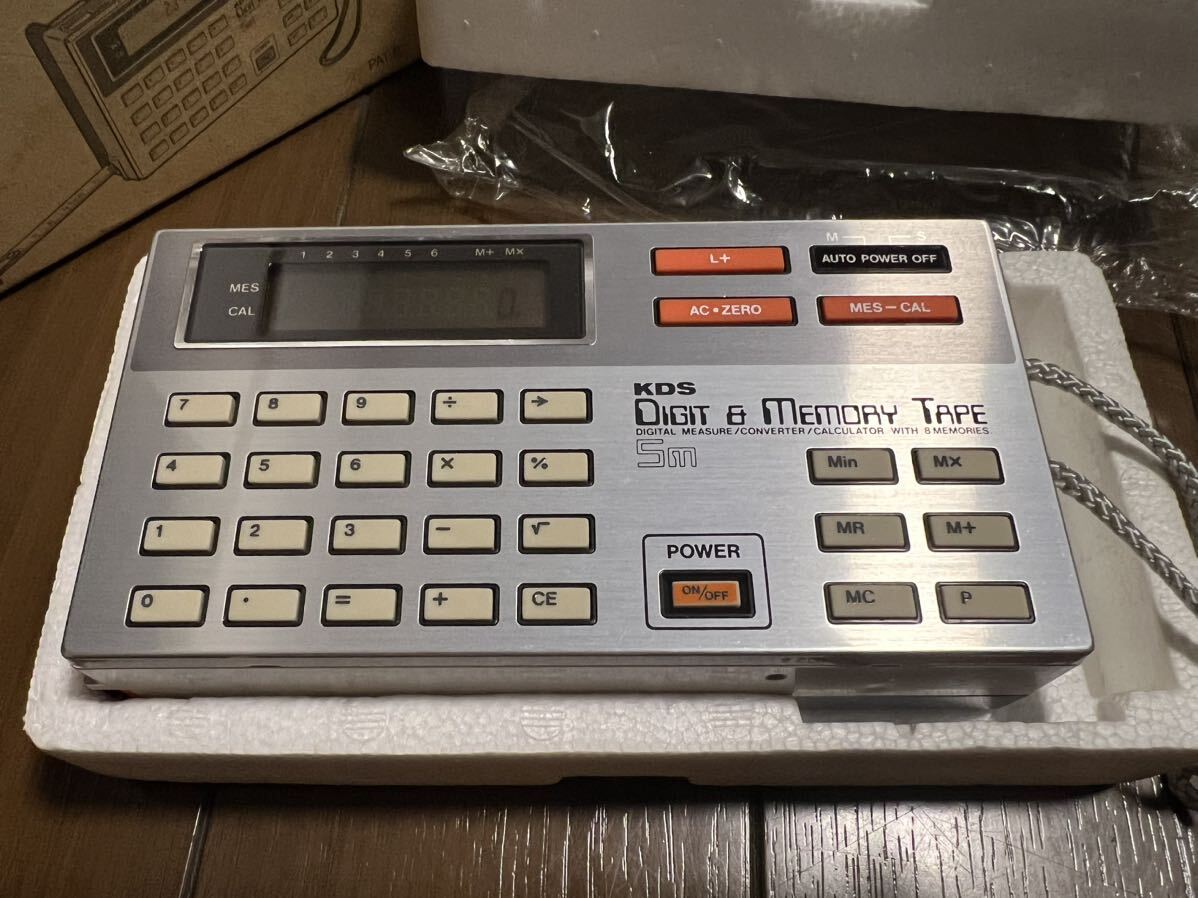 1 2 3 4 5 6 M+ MX
MES
CAL
0
M S
L+
AUTO POWER OFF
AC•ZERO
MES-CAL
KDS
DIGIT & MEMORY TAPE
DIGITAL MEASURE/CONVERTER/CALCULATOR WITH 8 MEMORIES.
5m
7 8 9 ÷ →
4 5 6 × %
1 2 3 − √
0 . = + CE
POWER
ON/OFF
Min MX
MR M+
MC P